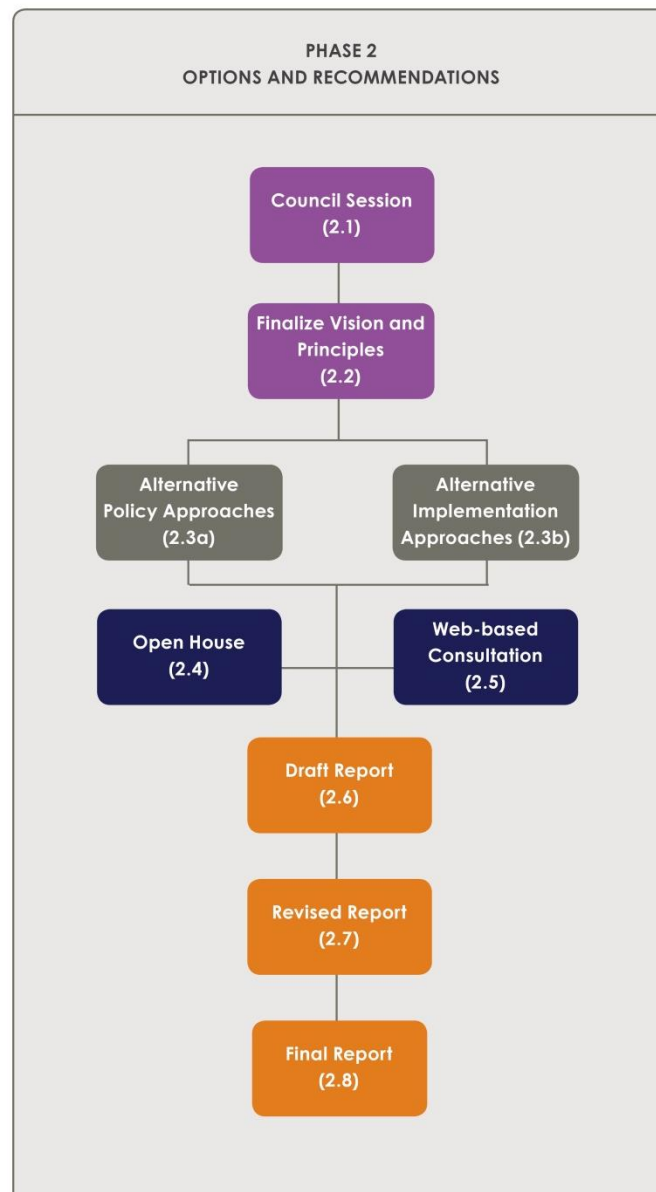 PHASE 2
OPTIONS AND RECOMMENDATIONS
Council Session
(2.1)
Finalize Vision and
Principles
(2.2)
Alternative
Policy Approaches
(2.3a)
Alternative
Implementation
Approaches (2.3b)
Open House
(2.4)
Web-based
Consultation
(2.5)
Draft Report
(2.6)
Revised Report
(2.7)
Final Report
(2.8)